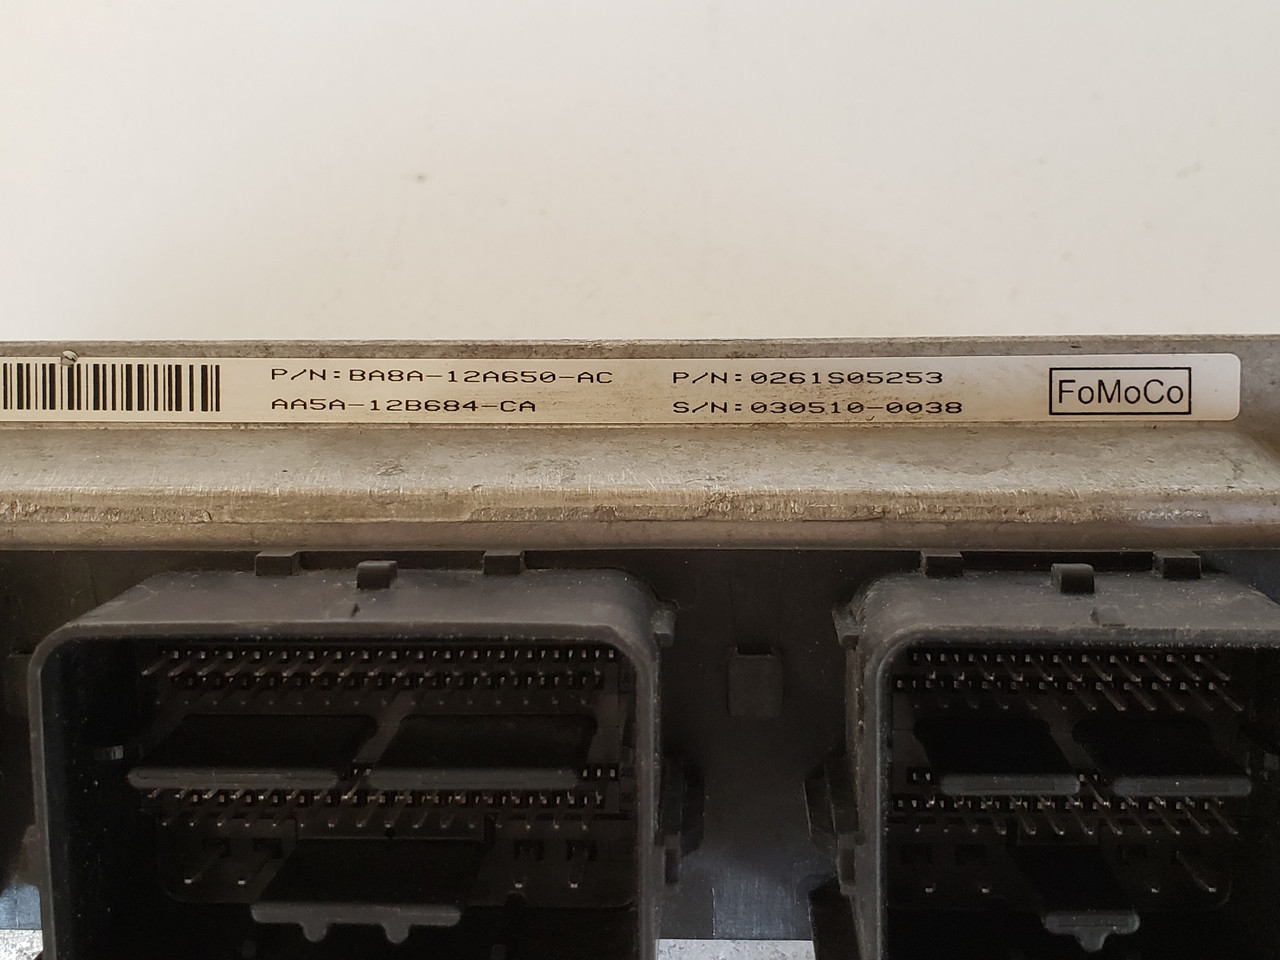 P/N:BA8A-12A650-AC
AA5A-12B684-CA
P/N:0261S05253
S/N:030510-0038
FoMoCo